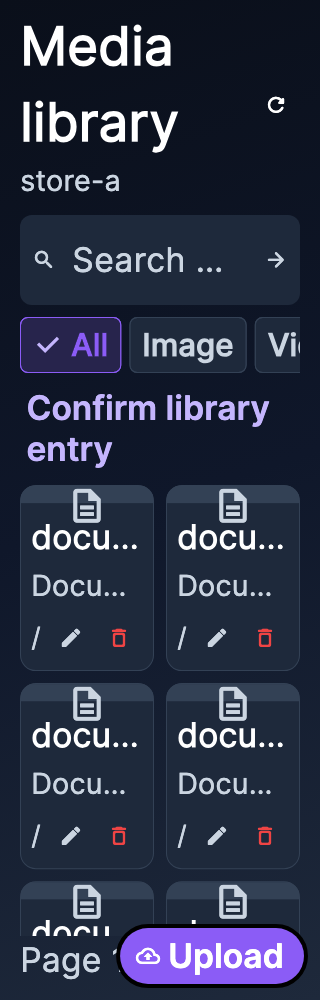 Media
library
store-a
Search ...
All Image
Confirm library
entry
docu... docu...
Docu... Docu...
/ /
docu... docu...
Docu... Docu...
/ /
Page
Upload